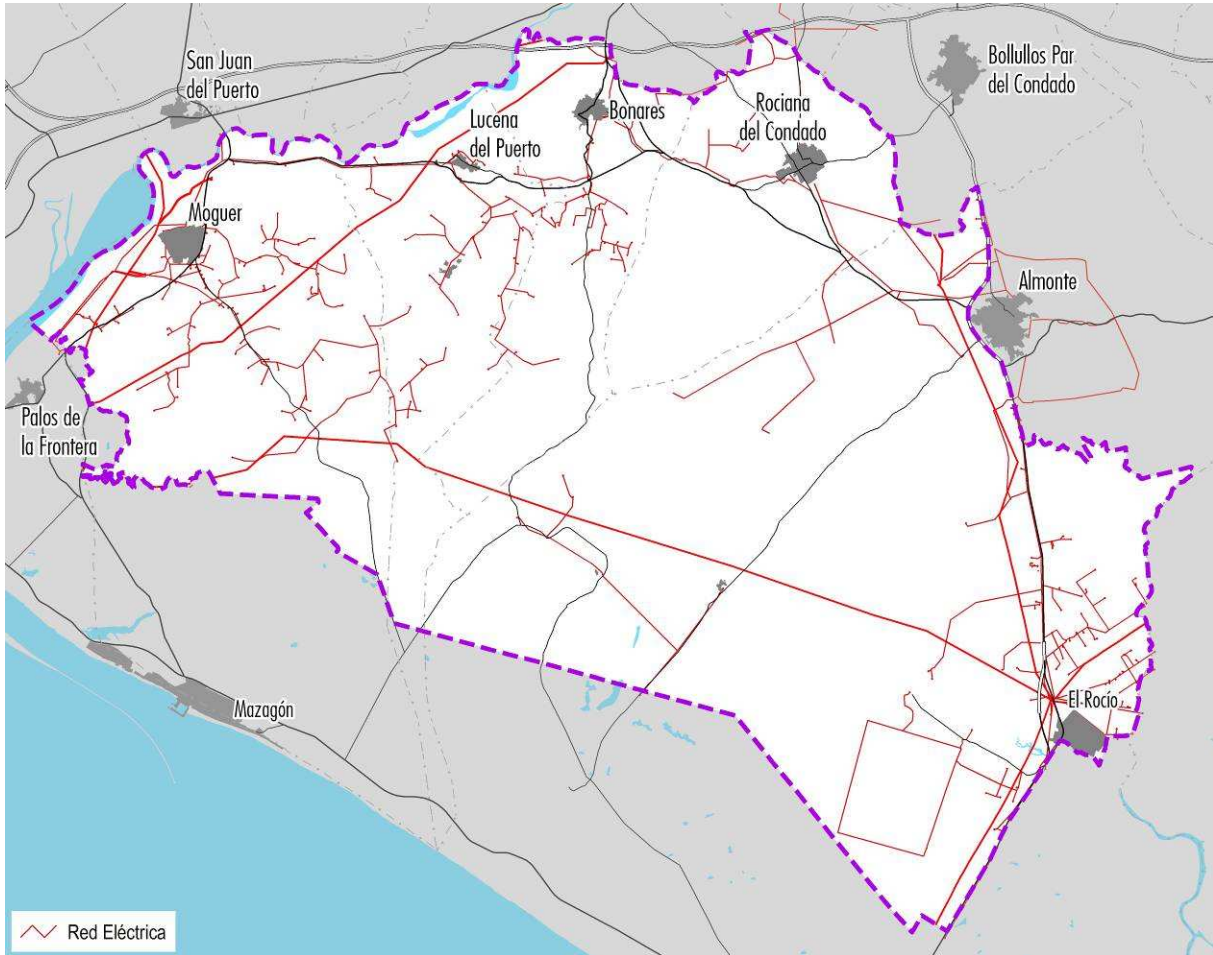 San Juan
del Puerto
Bollullos Par
del Condado
Lucena
del Puerto
Bonares
Rociana
del Condado
Moguer
Almonte
Palos de
la Frontera
Mazagón
El Rocío
Red Eléctrica